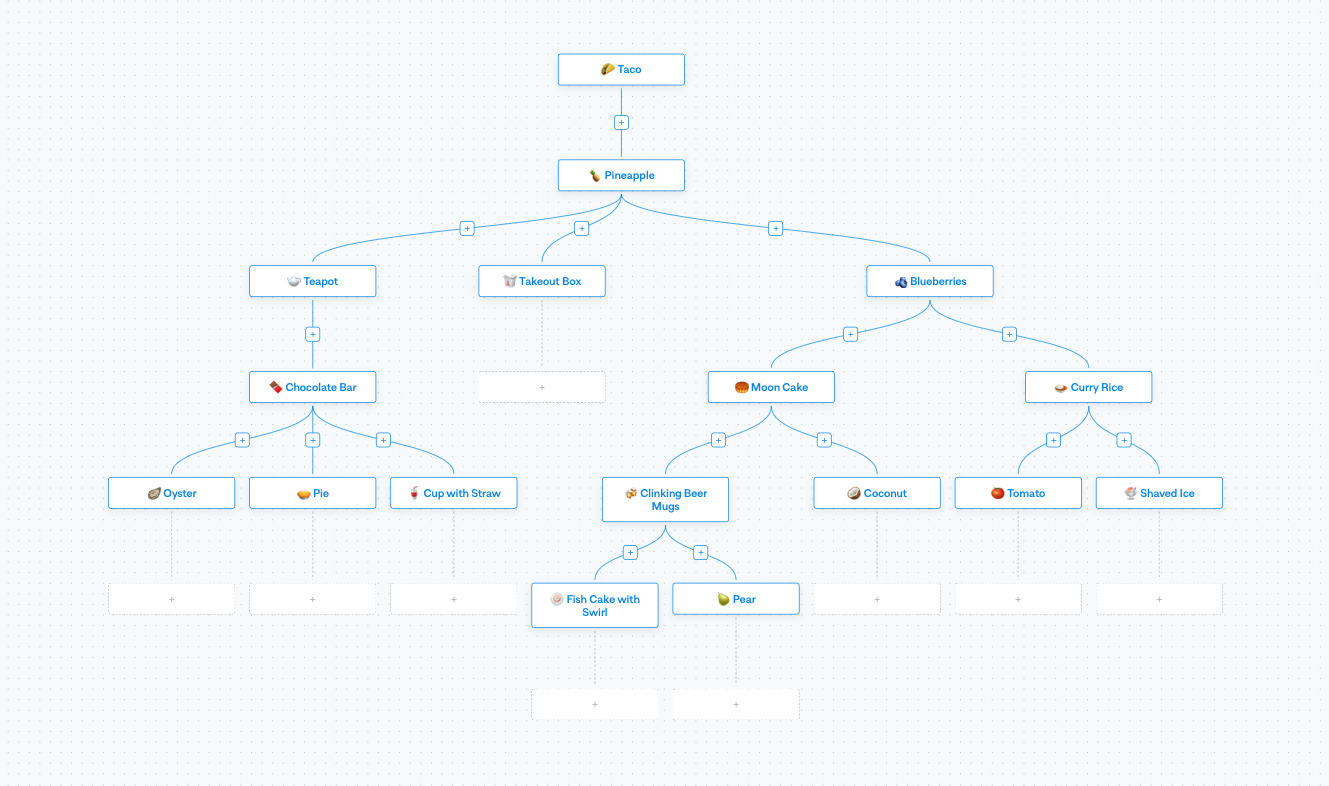 Taco
+
Pineapple
+ + +
Teapot
Takeout Box
Blueberries
+ + +
Chocolate Bar
+
Moon Cake
Curry Rice
+ + + + + + +
Oyster
Pie
Cup with Straw
Clinking Beer
Mugs
Coconut
Tomato
Shaved Ice
+ +
+ + +
Fish Cake with
Swirl
Pear
+ + +
+ +